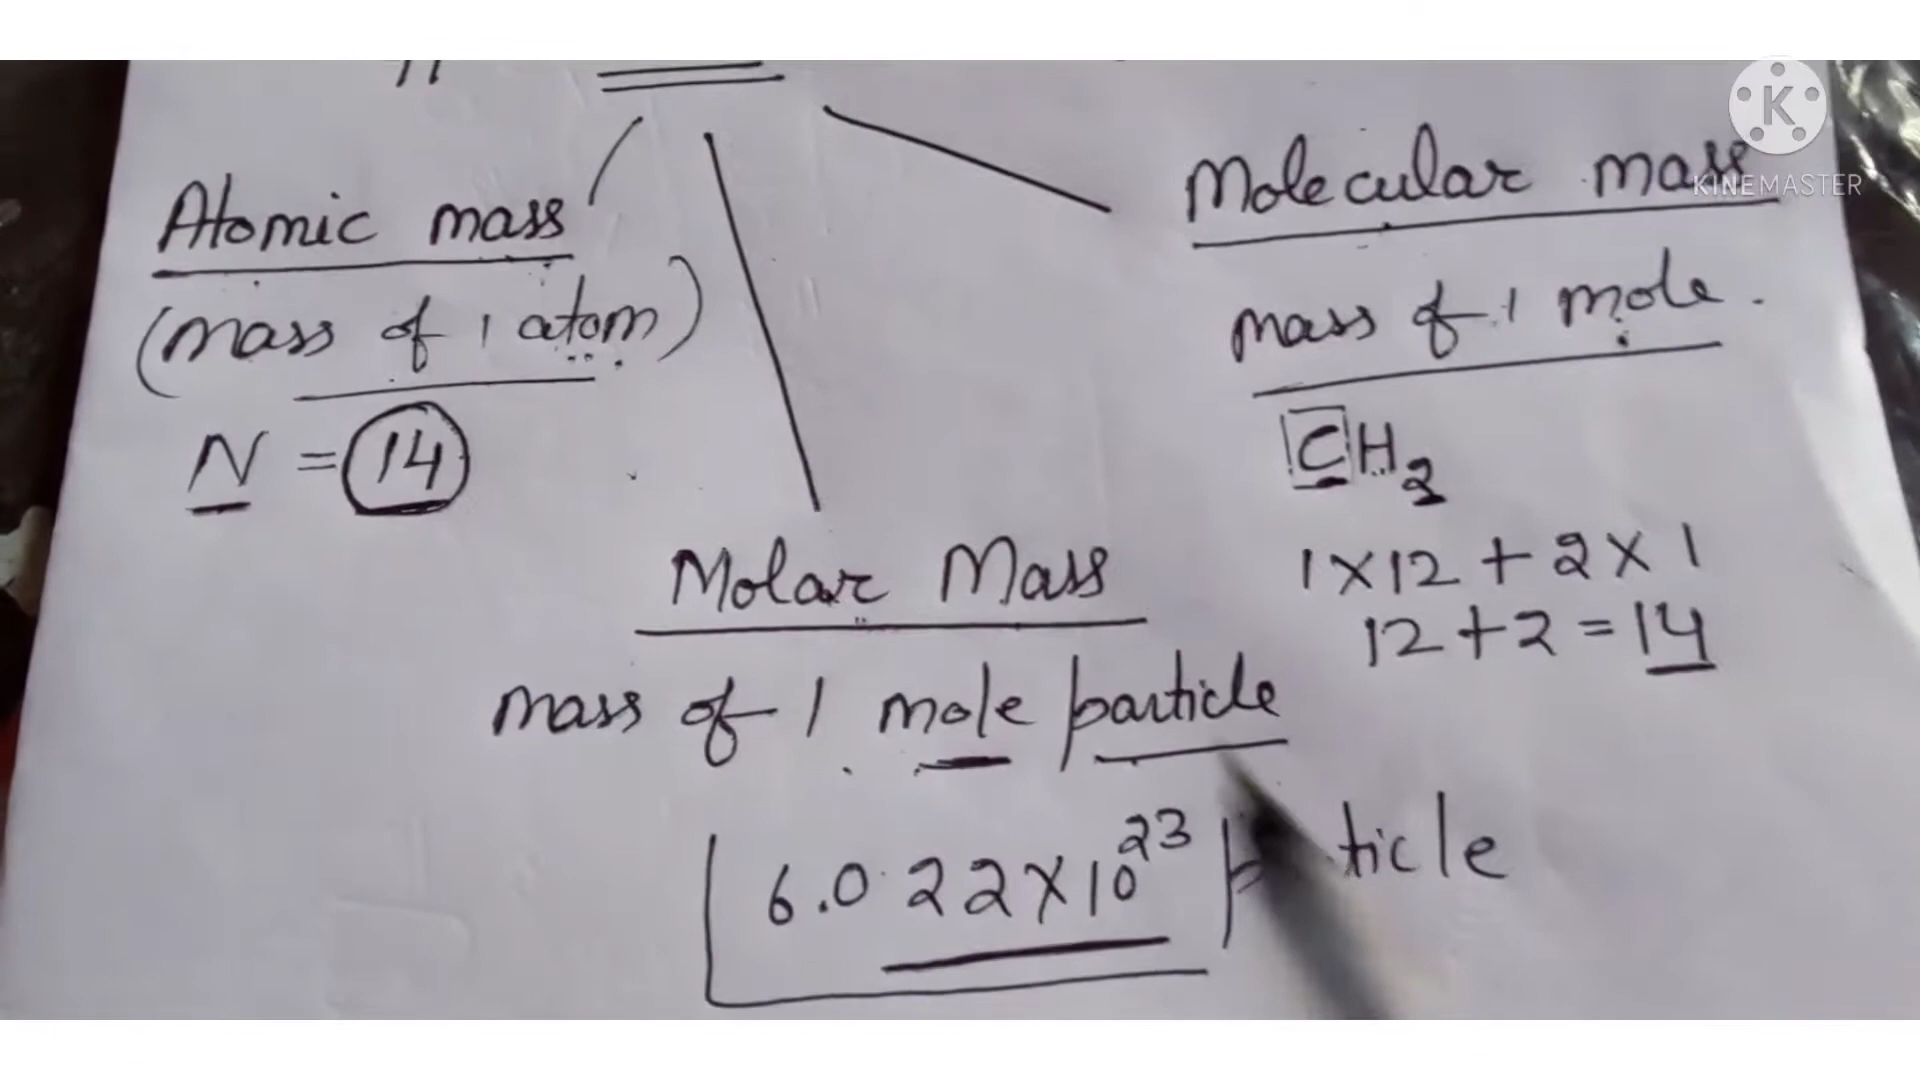 Atomic mass
(mass of 1 atom)
N = 14
Molecular mass
mass of 1 mole.
CH2
1×12 + 2×1
12+2 = 14
Molar Mass
mass of 1 mole particle
6.022×10^23 particle
K
KINEMASTER